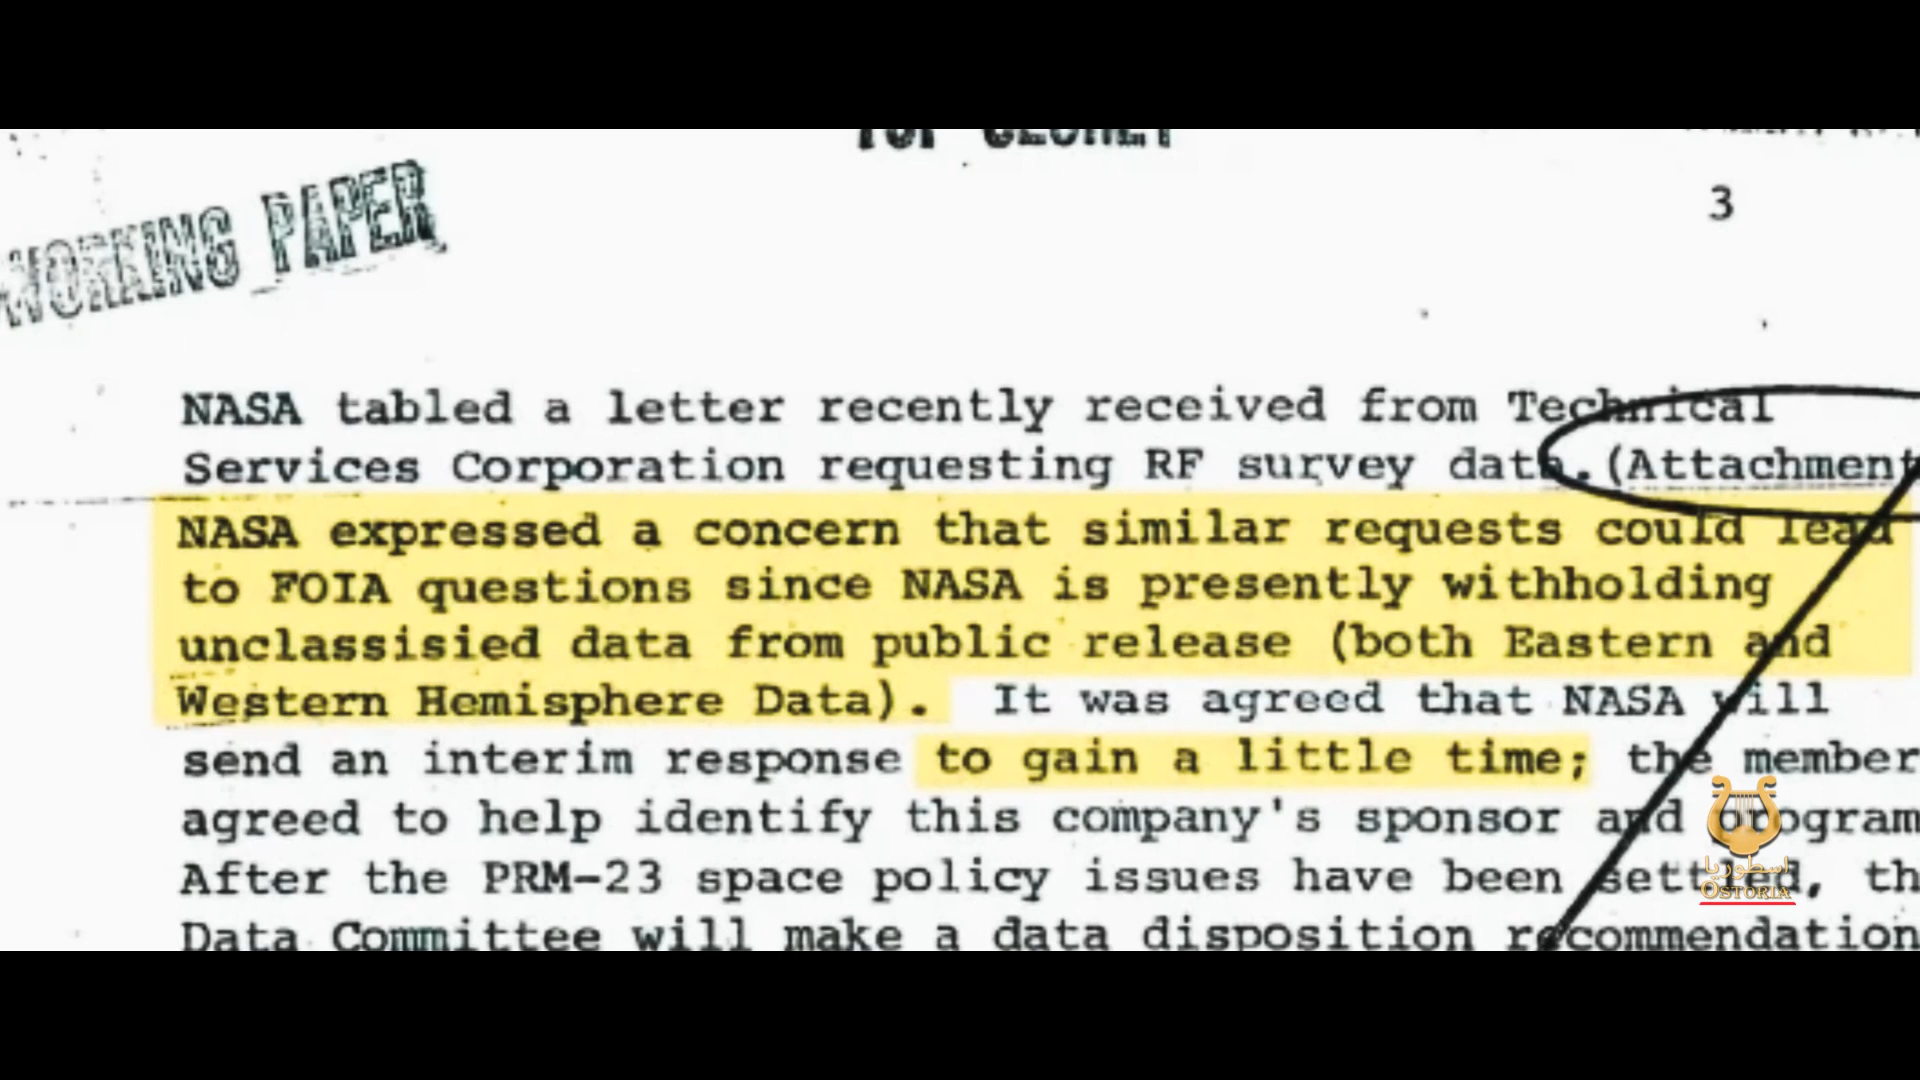 TOP SECRET
3
WORKING PAPER
NASA tabled a letter recently received from Technical
Services Corporation requesting RF survey data. (Attachment
NASA expressed a concern that similar requests could lead
to FOIA questions since NASA is presently withholding
unclassisied data from public release (both Eastern and
Western Hemisphere Data). It was agreed that NASA will
send an interim response to gain a little time; the member
agreed to help identify this company's sponsor and program
After the PRM-23 space policy issues have been settled, th
Data Committee will make a data disposition recommendation
اسطوريا
OSTORIA